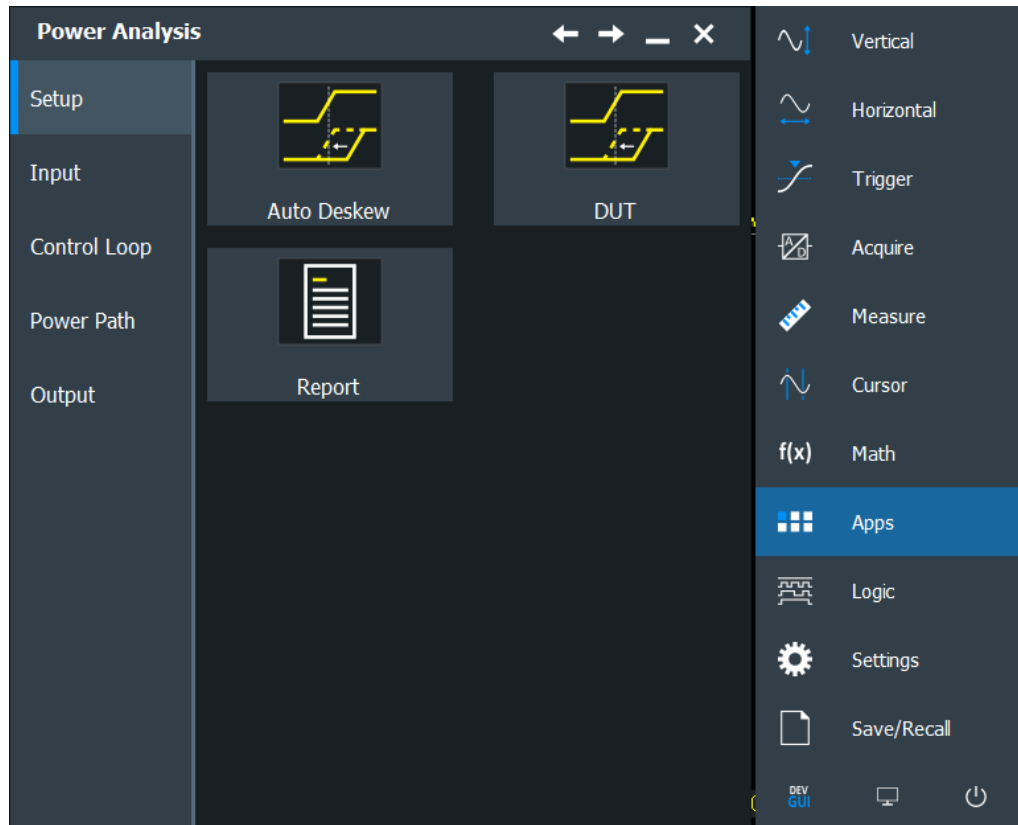 Power Analysis
Setup
Input
Control Loop
Power Path
Output
Auto Deskew
DUT
Report
Vertical
Horizontal
Trigger
A/D Acquire
Measure
Cursor
f(x) Math
Apps
Logic
Settings
Save/Recall
DEV
GUI